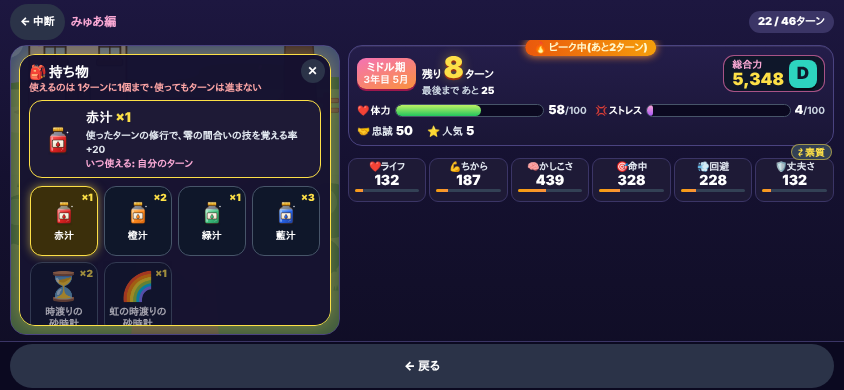 ← 中断
みゅあ編
22 / 46ターン
🎒 持ち物
✕
使えるのは 1ターンに1個まで・使ってもターンは進まない
赤汁 ×1
使ったターンの修行で、零の間合いの技を覚える率
+20
いつ使える: 自分のターン
×1
赤汁
×2
橙汁
×1
緑汁
×3
藍汁
×2
時渡りの
砂時計
×1
虹の時渡りの
砂時計
🔥 ピーク中(あと2ターン)
ミドル期
3年目 5月
残り 8 ターン
最後まで あと 25
総合力
5,348 D
❤️体力 58/100
💢ストレス 4/100
🤝忠誠 50 ⭐人気 5
素質
❤️ライフ
132
💪ちから
187
🧠かしこさ
439
🎯命中
328
💨回避
228
🛡️丈夫さ
132
← 戻る